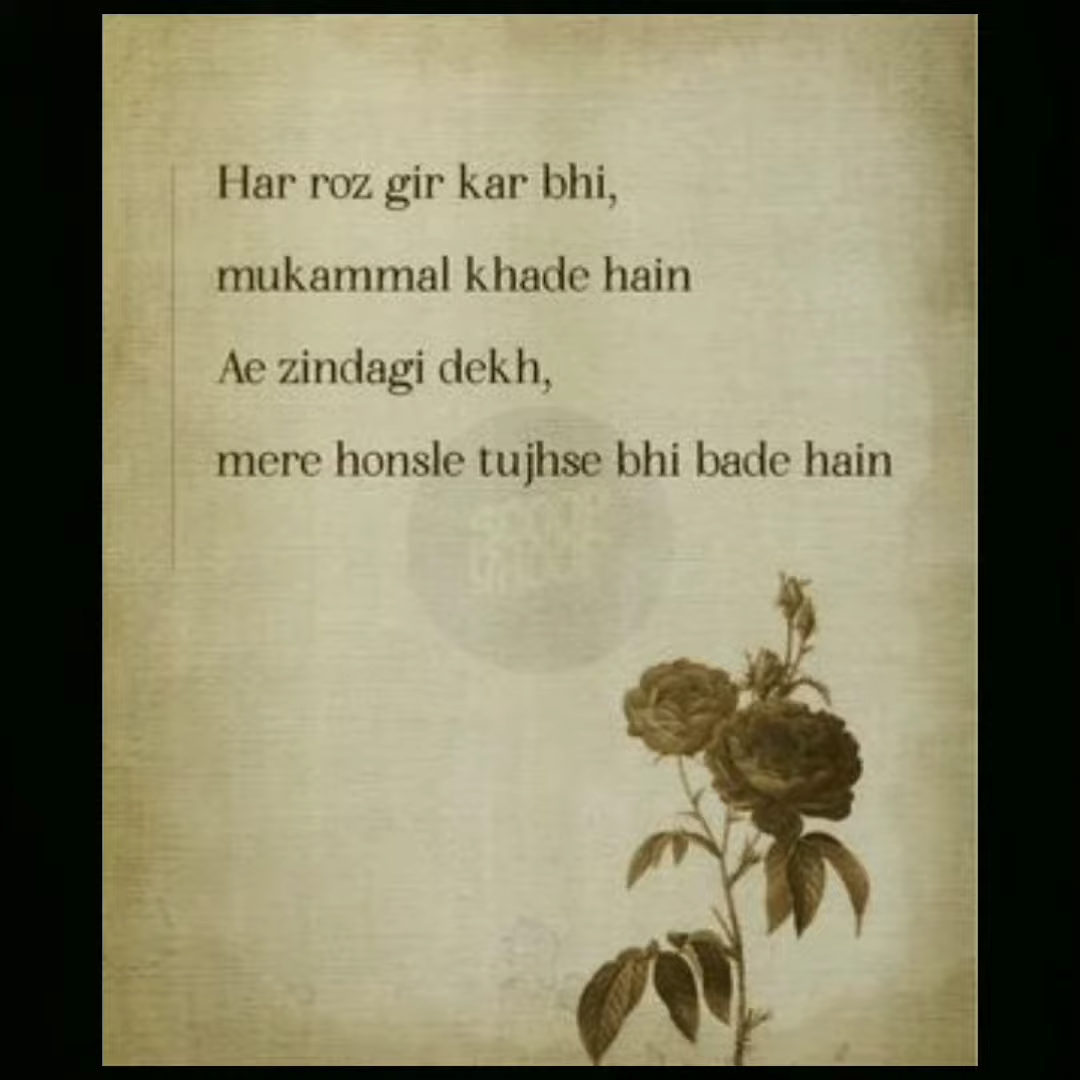 Har roz gir kar bhi,
mukammal khade hain
Ae zindagi dekh,
mere honsle tujhse bhi bade hain